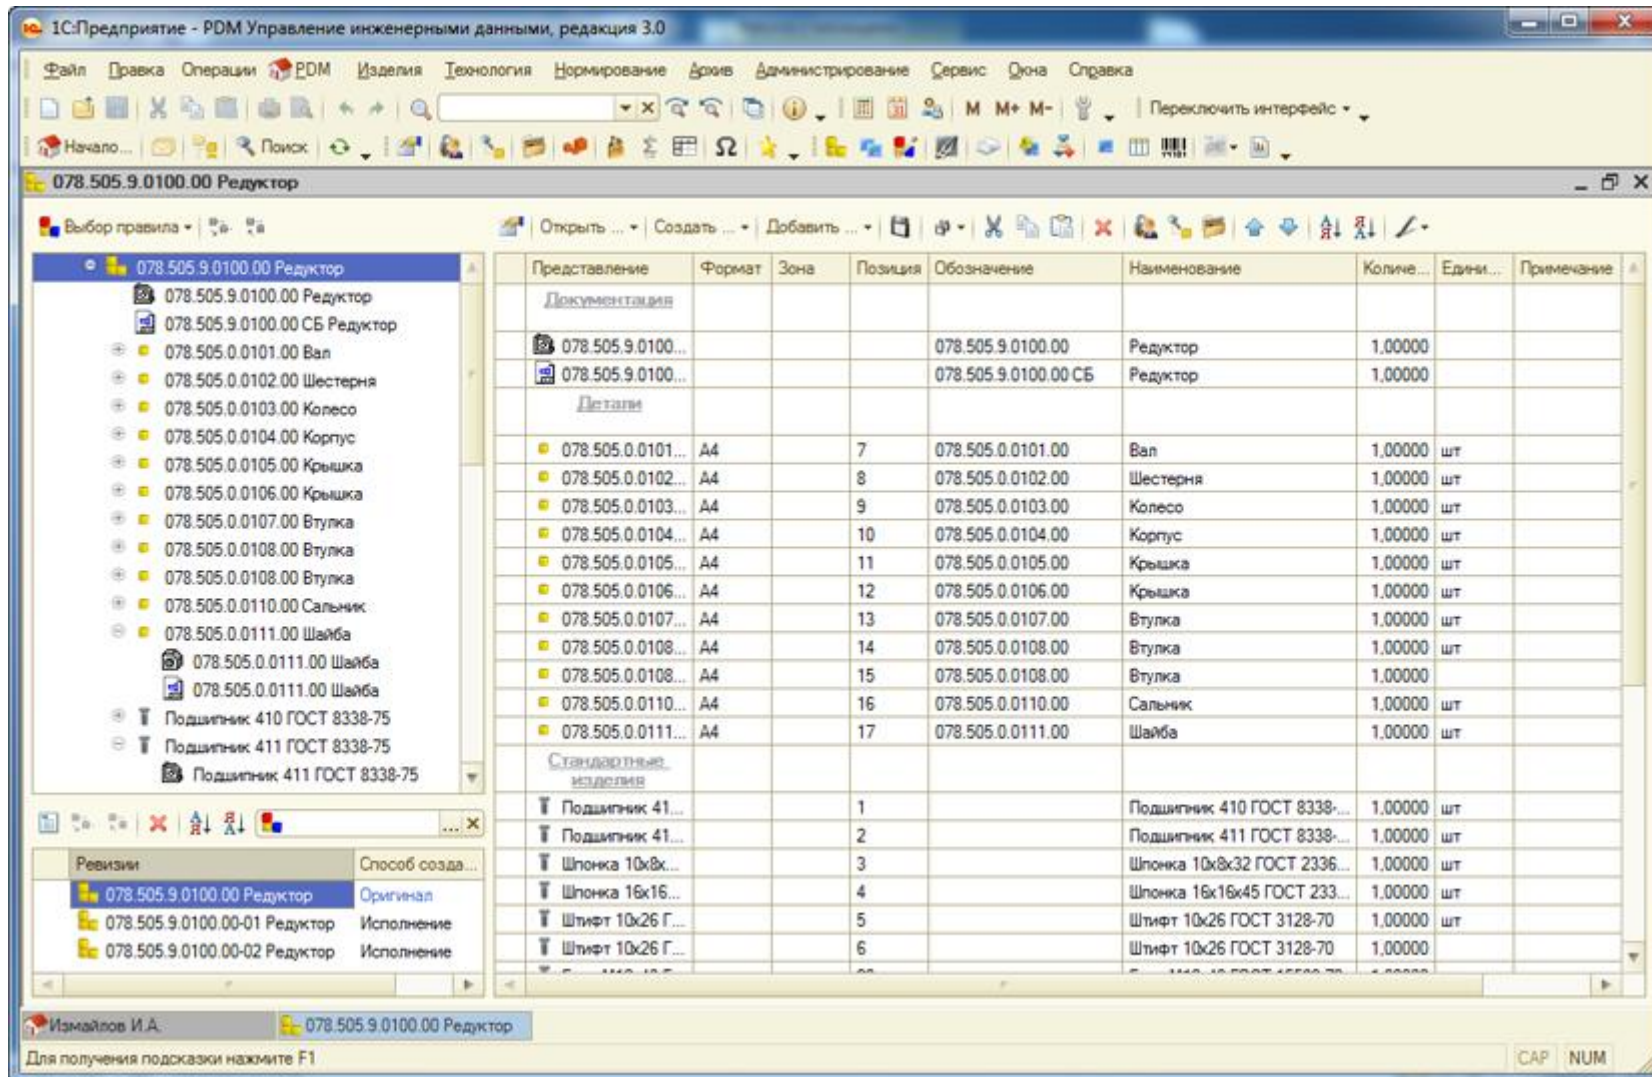 1С:Предприятие - PDM Управление инженерными данными, редакция 3.0
Файл Правка Операции PDM Изделия Технология Нормирование Архив Администрирование Сервис Окна Справка
M M+ M- Переключить интерфейс
Начало... Поиск Σ Ω
078.505.9.0100.00 Редуктор
Выбор правила
Открыть ... Создать ... Добавить ...
078.505.9.0100.00 Редуктор
078.505.9.0100.00 Редуктор
078.505.9.0100.00 СБ Редуктор
078.505.0.0101.00 Вал
078.505.0.0102.00 Шестерня
078.505.0.0103.00 Колесо
078.505.0.0104.00 Корпус
078.505.0.0105.00 Крышка
078.505.0.0106.00 Крышка
078.505.0.0107.00 Втулка
078.505.0.0108.00 Втулка
078.505.0.0108.00 Втулка
078.505.0.0110.00 Сальник
078.505.0.0111.00 Шайба
078.505.0.0111.00 Шайба
078.505.0.0111.00 Шайба
Подшипник 410 ГОСТ 8338-75
Подшипник 411 ГОСТ 8338-75
Подшипник 411 ГОСТ 8338-75
Ревизии Способ созда...
078.505.9.0100.00 Редуктор Оригинал
078.505.9.0100.00-01 Редуктор Исполнение
078.505.9.0100.00-02 Редуктор Исполнение
Представление Формат Зона Позиция Обозначение Наименование Количе... Едини... Примечание
Документация
078.505.9.0100... 078.505.9.0100.00 Редуктор 1,00000
078.505.9.0100... 078.505.9.0100.00 СБ Редуктор 1,00000
Детали
078.505.0.0101... А4 7 078.505.0.0101.00 Вал 1,00000 шт
078.505.0.0102... А4 8 078.505.0.0102.00 Шестерня 1,00000 шт
078.505.0.0103... А4 9 078.505.0.0103.00 Колесо 1,00000 шт
078.505.0.0104... А4 10 078.505.0.0104.00 Корпус 1,00000 шт
078.505.0.0105... А4 11 078.505.0.0105.00 Крышка 1,00000 шт
078.505.0.0106... А4 12 078.505.0.0106.00 Крышка 1,00000 шт
078.505.0.0107... А4 13 078.505.0.0107.00 Втулка 1,00000 шт
078.505.0.0108... А4 14 078.505.0.0108.00 Втулка 1,00000 шт
078.505.0.0108... А4 15 078.505.0.0108.00 Втулка 1,00000
078.505.0.0110... А4 16 078.505.0.0110.00 Сальник 1,00000 шт
078.505.0.0111... А4 17 078.505.0.0111.00 Шайба 1,00000 шт
Стандартные
изделия
Подшипник 41... 1 Подшипник 410 ГОСТ 8338-... 1,00000 шт
Подшипник 41... 2 Подшипник 411 ГОСТ 8338-... 1,00000 шт
Шпонка 10x8x... 3 Шпонка 10x8x32 ГОСТ 2336... 1,00000 шт
Шпонка 16x16... 4 Шпонка 16x16x45 ГОСТ 233... 1,00000 шт
Штифт 10x26 Г... 5 Штифт 10x26 ГОСТ 3128-70 1,00000 шт
Штифт 10x26 Г... 6 Штифт 10x26 ГОСТ 3128-70 1,00000
Измайлов И.А. 078.505.9.0100.00 Редуктор
Для получения подсказки нажмите F1 CAP NUM